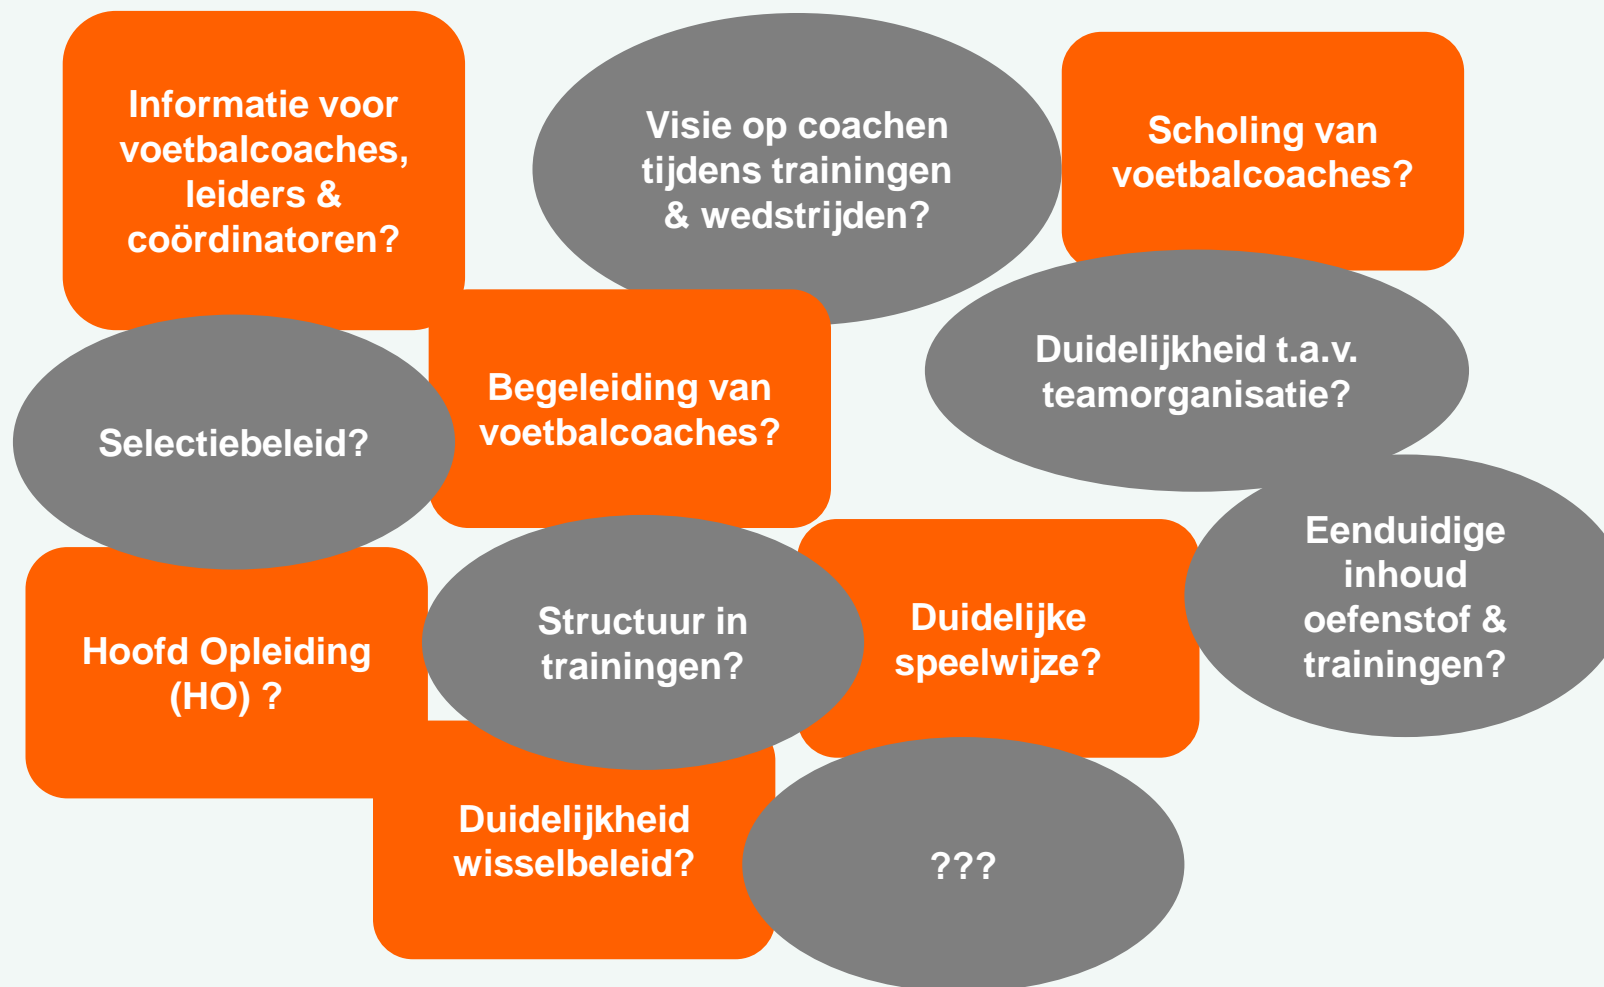 Informatie voor
voetbalcoaches,
leiders &
coördinatoren?
Visie op coachen
tijdens trainingen
& wedstrijden?
Scholing van
voetbalcoaches?
Selectiebeleid?
Begeleiding van
voetbalcoaches?
Duidelijkheid t.a.v.
teamorganisatie?
Hoofd Opleiding
(HO) ?
Structuur in
trainingen?
Duidelijke
speelwijze?
Eenduidige
inhoud
oefenstof &
trainingen?
Duidelijkheid
wisselbeleid?
???